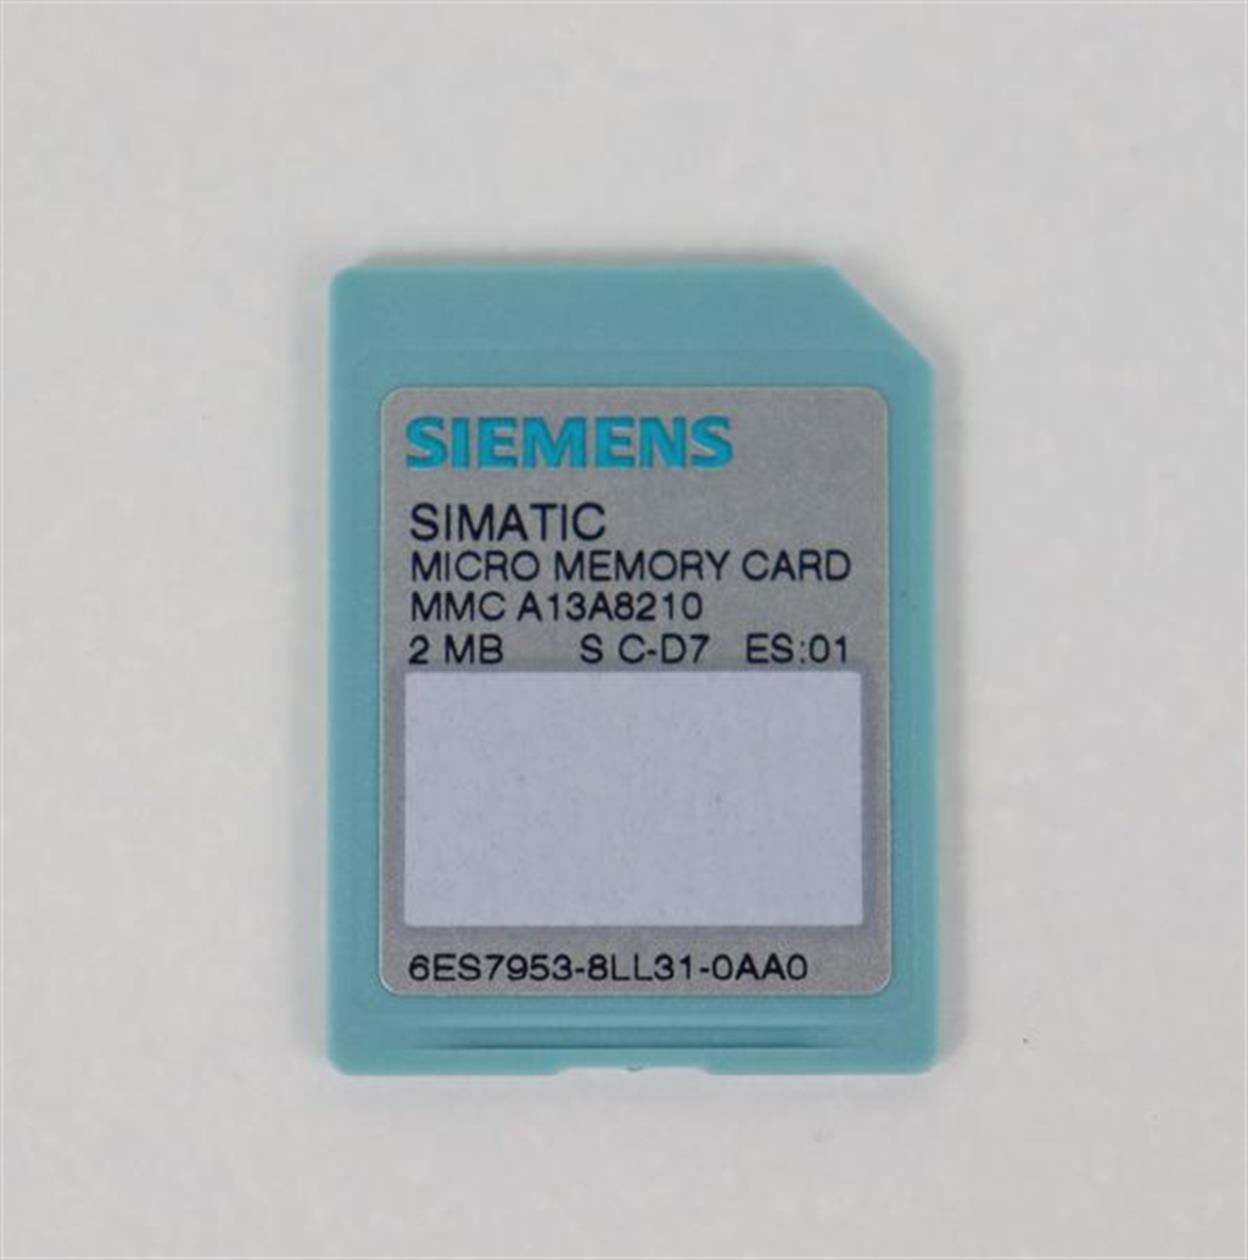 SIEMENS
SIMATIC
MICRO MEMORY CARD
MMC A13A8210
2 MB S C-D7 ES:01
6ES7953-8LL31-0AA0